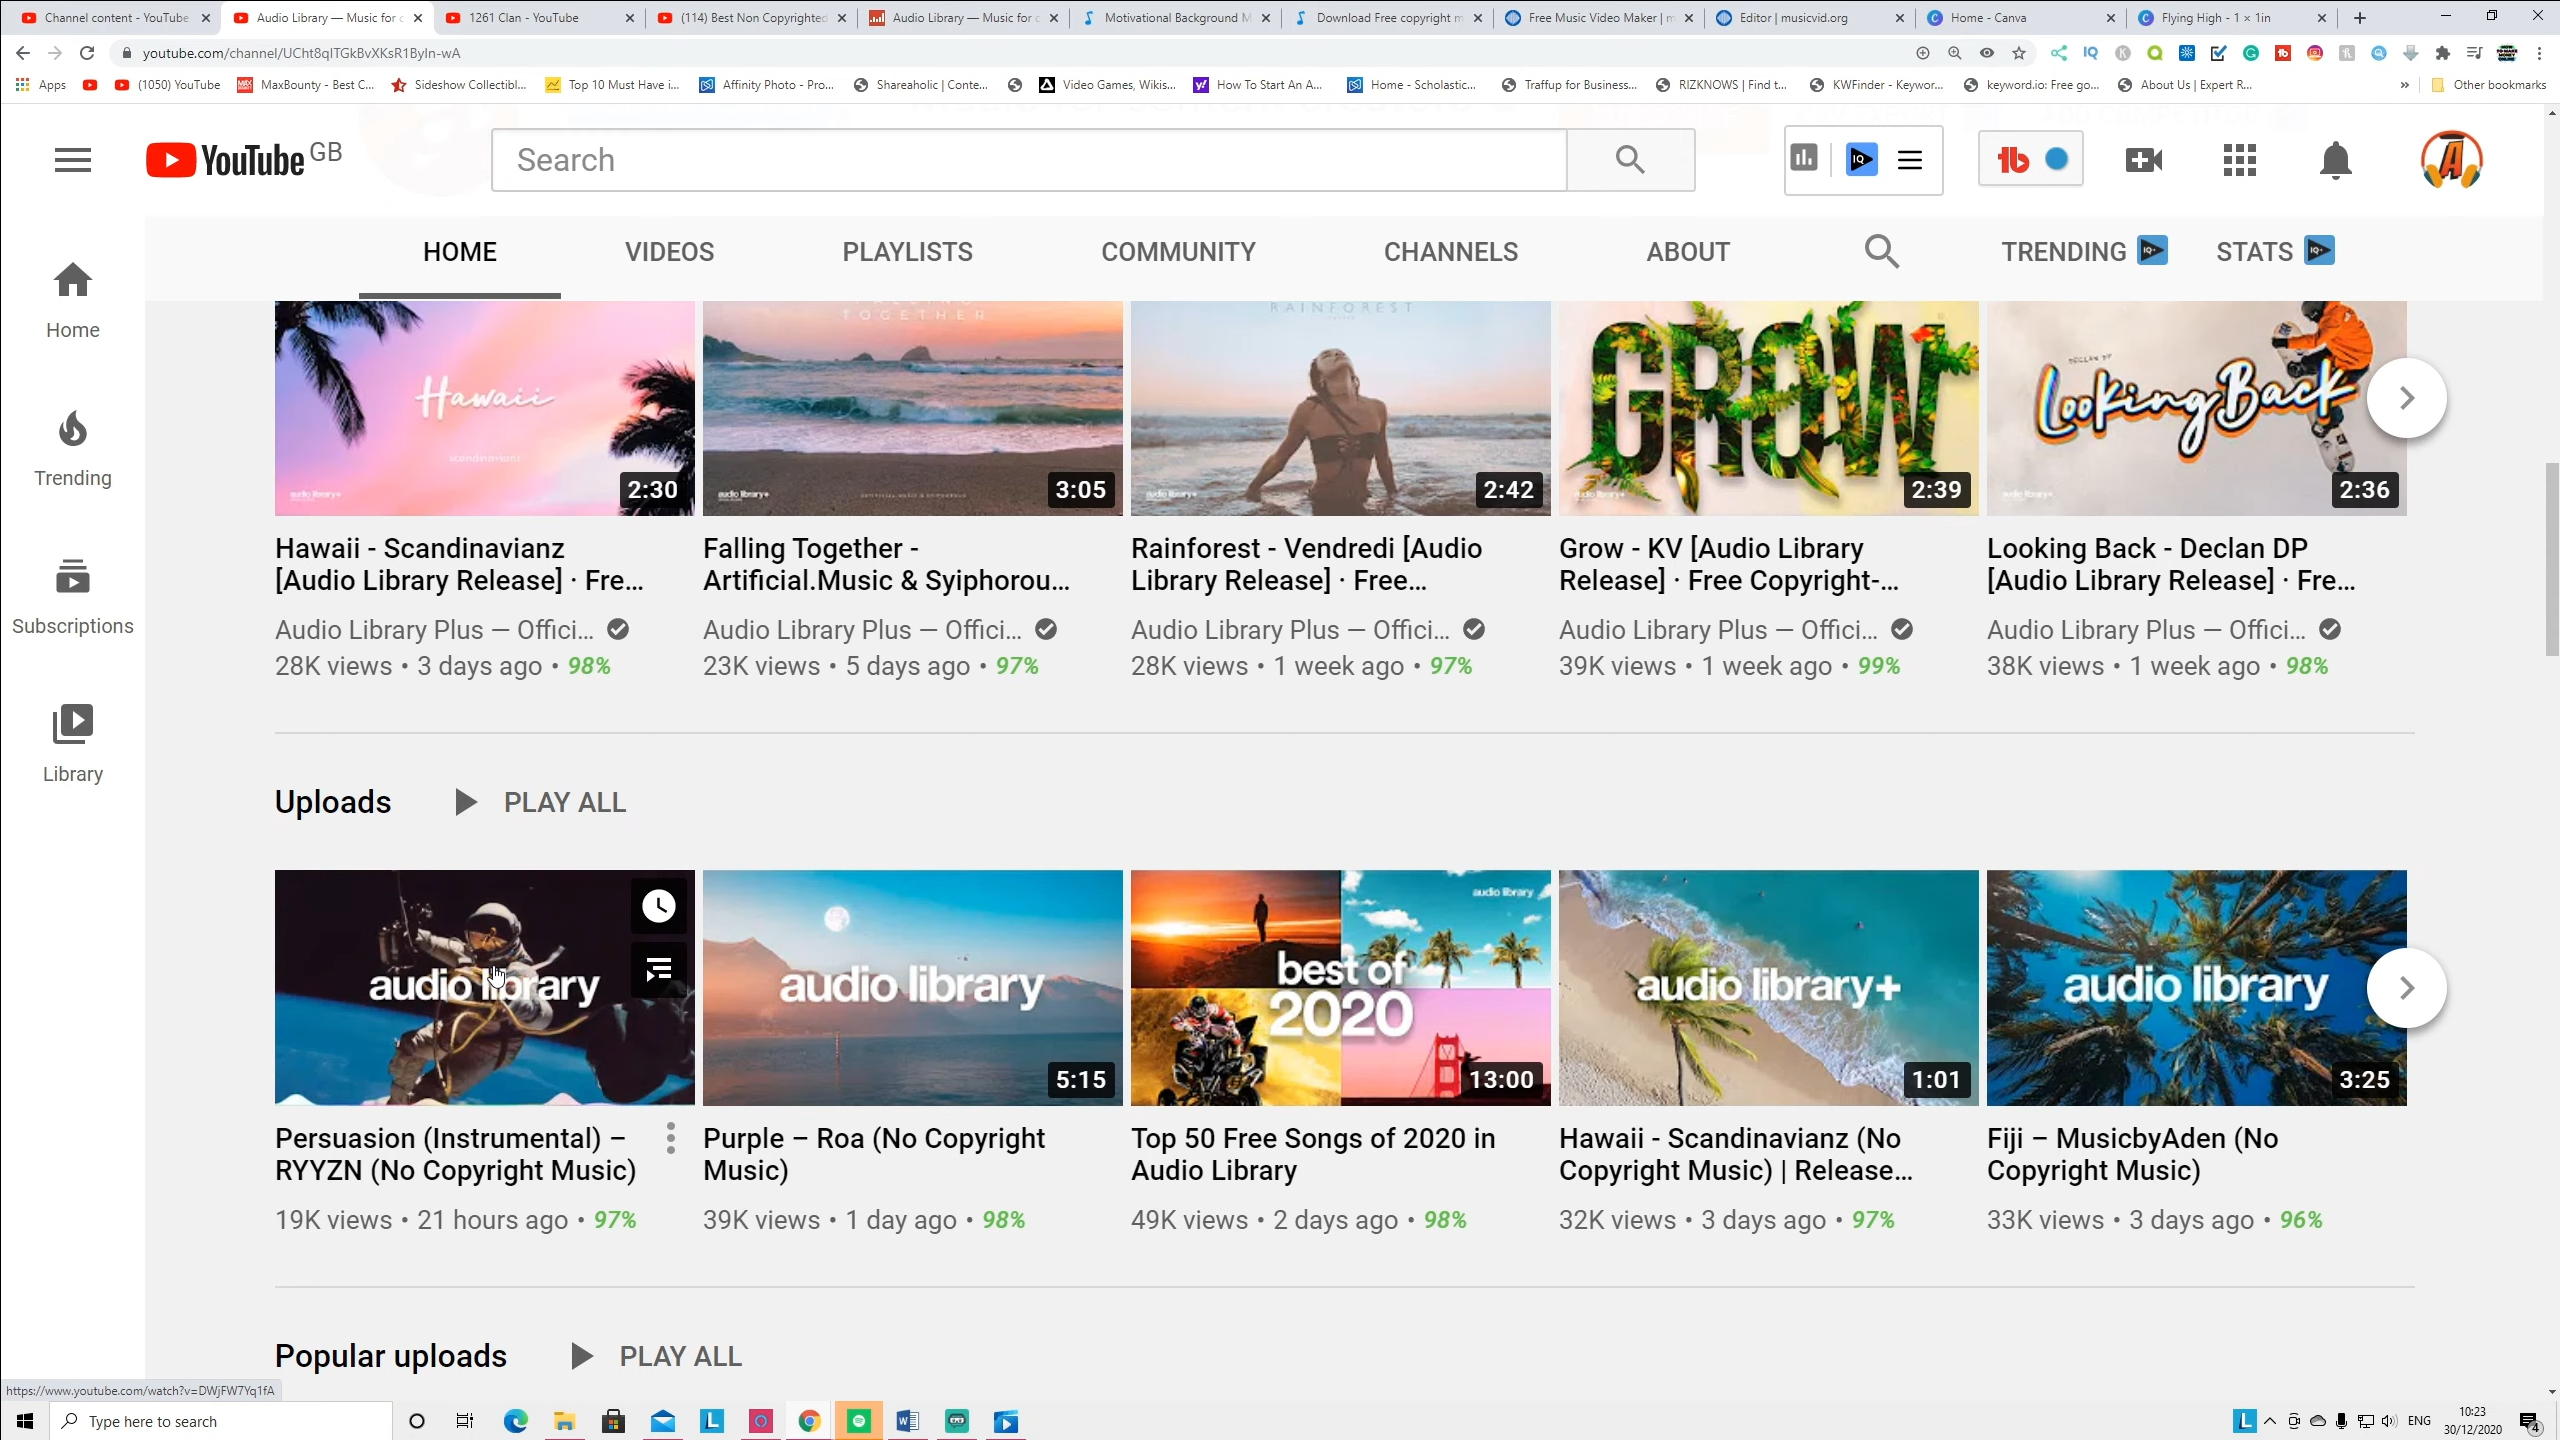 Channel content - YouTube
Audio Library — Music for c
1261 Clan - YouTube
(114) Best Non Copyrighted
Audio Library — Music for c
Motivational Background M
Download Free copyright m
Free Music Video Maker | m
Editor | musicvid.org
Home - Canva
Flying High - 1 × 1in
youtube.com/channel/UCht8qITGkBvXKsR1Byln-wA
Apps
(1050) YouTube
MaxBounty - Best C...
Sideshow Collectibl...
Top 10 Must Have i...
Affinity Photo - Pro...
Shareaholic | Conte...
Video Games, Wikis...
How To Start An A...
Home - Scholastic...
Traffup for Business...
RIZKNOWS | Find t...
KWFinder - Keywor...
keyword.io: Free go...
About Us | Expert R...
Other bookmarks
YouTube GB
Search
HOME
VIDEOS
PLAYLISTS
COMMUNITY
CHANNELS
ABOUT
TRENDING
STATS
Home
Trending
Subscriptions
Library
Hawaii
scandinavianz
2:30
TOGETHER
3:05
RAINFOREST
2:42
GROW
2:39
DECLAN DP
Looking Back
2:36
Hawaii - Scandinavianz
[Audio Library Release] · Fre...
Audio Library Plus — Offici...
28K views • 3 days ago • 98%
Falling Together -
Artificial.Music & Syiphorou...
Audio Library Plus — Offici...
23K views • 5 days ago • 97%
Rainforest - Vendredi [Audio
Library Release] · Free...
Audio Library Plus — Offici...
28K views • 1 week ago • 97%
Grow - KV [Audio Library
Release] · Free Copyright-...
Audio Library Plus — Offici...
39K views • 1 week ago • 99%
Looking Back - Declan DP
[Audio Library Release] · Fre...
Audio Library Plus — Offici...
38K views • 1 week ago • 98%
Uploads
PLAY ALL
audio library
audio library
5:15
audio library
best of
2020
13:00
audio library+
1:01
audio library
3:25
Persuasion (Instrumental) –
RYYZN (No Copyright Music)
19K views • 21 hours ago • 97%
Purple – Roa (No Copyright
Music)
39K views • 1 day ago • 98%
Top 50 Free Songs of 2020 in
Audio Library
49K views • 2 days ago • 98%
Hawaii - Scandinavianz (No
Copyright Music) | Release...
32K views • 3 days ago • 97%
Fiji – MusicbyAden (No
Copyright Music)
33K views • 3 days ago • 96%
Popular uploads
PLAY ALL
https://www.youtube.com/watch?v=DWjFW7Yq1fA
Type here to search
ENG
10:23
30/12/2020
4